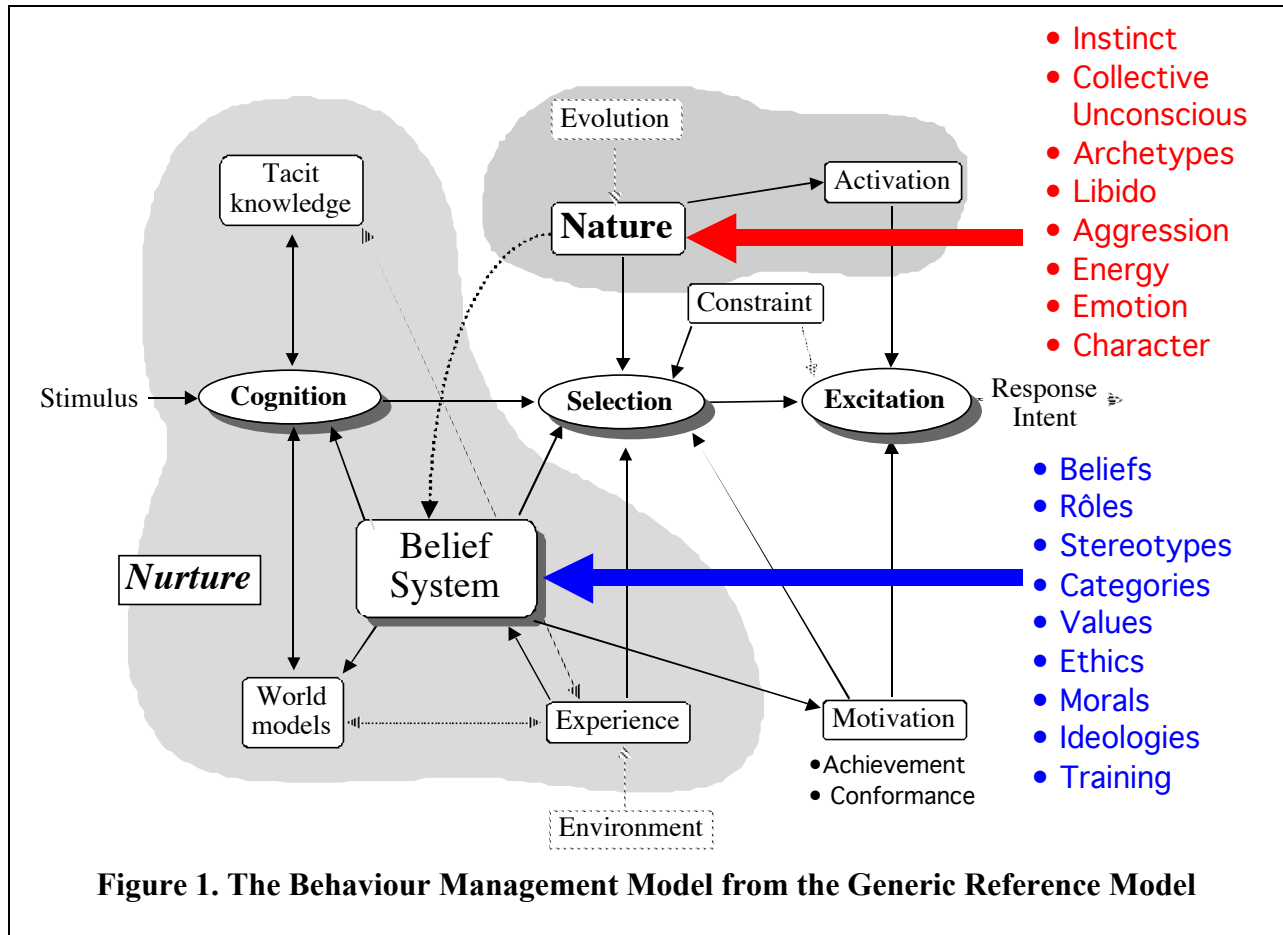 • Instinct
• Collective
Unconscious
• Archetypes
• Libido
• Aggression
• Energy
• Emotion
• Character
Evolution
Tacit
knowledge
Activation
Nature
Constraint
Stimulus
Cognition
Selection
Excitation
Response
Intent
• Beliefs
• Rôles
• Stereotypes
• Categories
• Values
• Ethics
• Morals
• Ideologies
• Training
Belief
System
Nurture
World
models
Experience
Motivation
•Achievement
• Conformance
Environment
Figure 1. The Behaviour Management Model from the Generic Reference Model